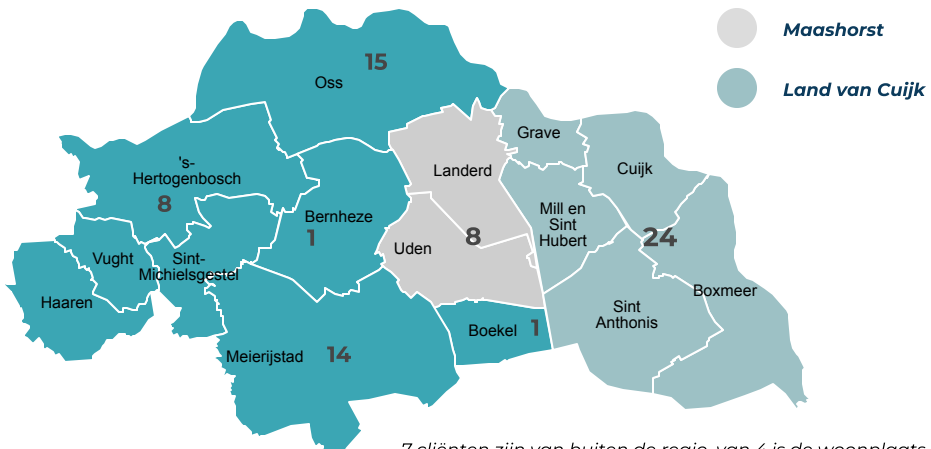 Maashorst
Land van Cuijk
15
Oss
Grave
Cuijk
Landerd
's-
Hertogenbosch
8
Bernheze
1
Mill en
Sint
Hubert
Uden
8
24
Vught
Sint-
Michielsgestel
Haaren
Boxmeer
Sint
Anthonis
Boekel 1
Meierijstad 14
7 cliënten zijn van buiten de regio, van 4 is de woonplaats